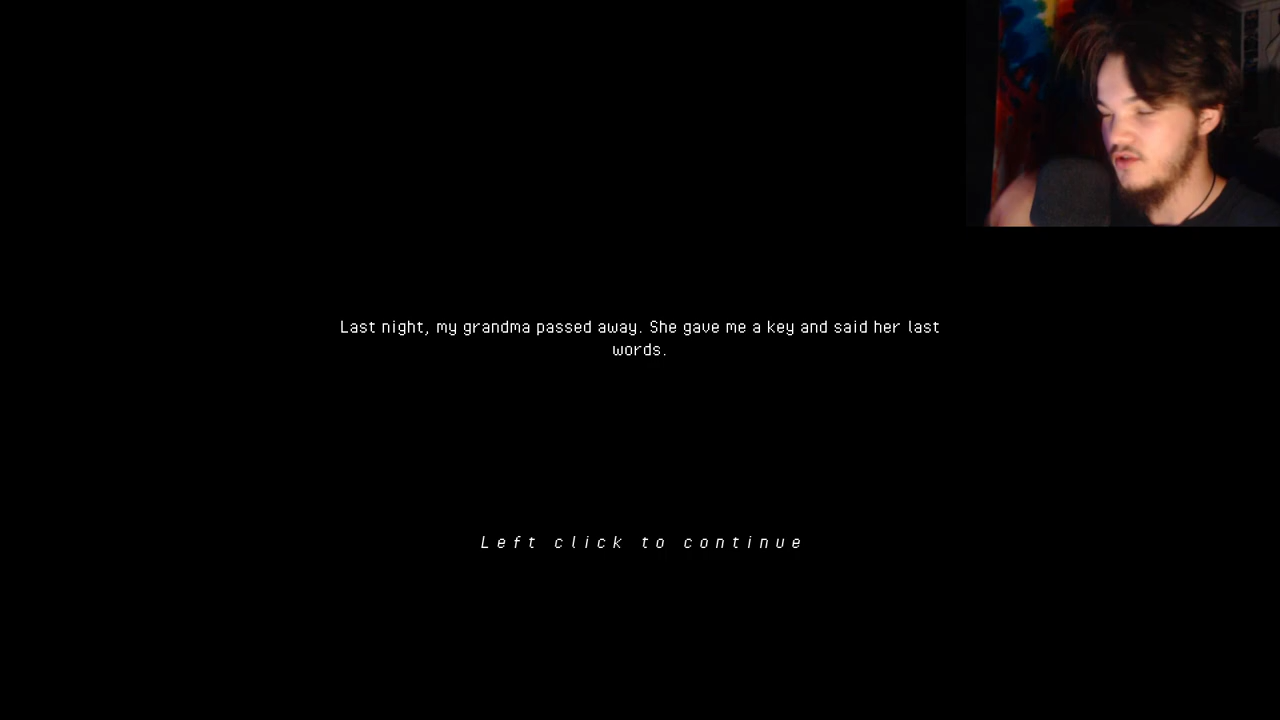 Last night, my grandma passed away. She gave me a key and said her last
words.
Left click to continue